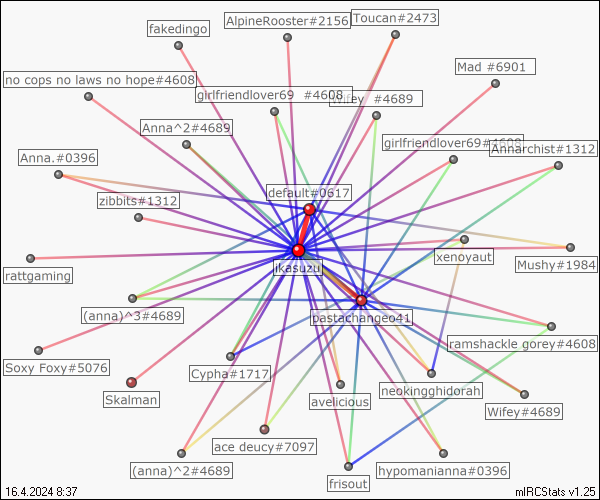 AlpineRooster#2156
Toucan#2473
fakedingo
Mad #6901
no cops no laws no hope#4608
girlfriendlover69 #4608
Wifey #4689
Anna^2#4689
girlfriendlover69#4608
Annarchist#1312
Anna.#0396
default#0617
zibbits#1312
xenoyaut
Mushy#1984
ikasuzu
rattgaming
(anna)^3#4689
pastachangeo41
ramshackle gorey#4608
Soxy Foxy#5076
Cypha#1717
neokingghidorah
Skalman
avelicious
Wifey#4689
ace deucy#7097
(anna)^2#4689
hypomanianna#0396
frisout
16.4.2024 8:37
mIRCStats v1.25